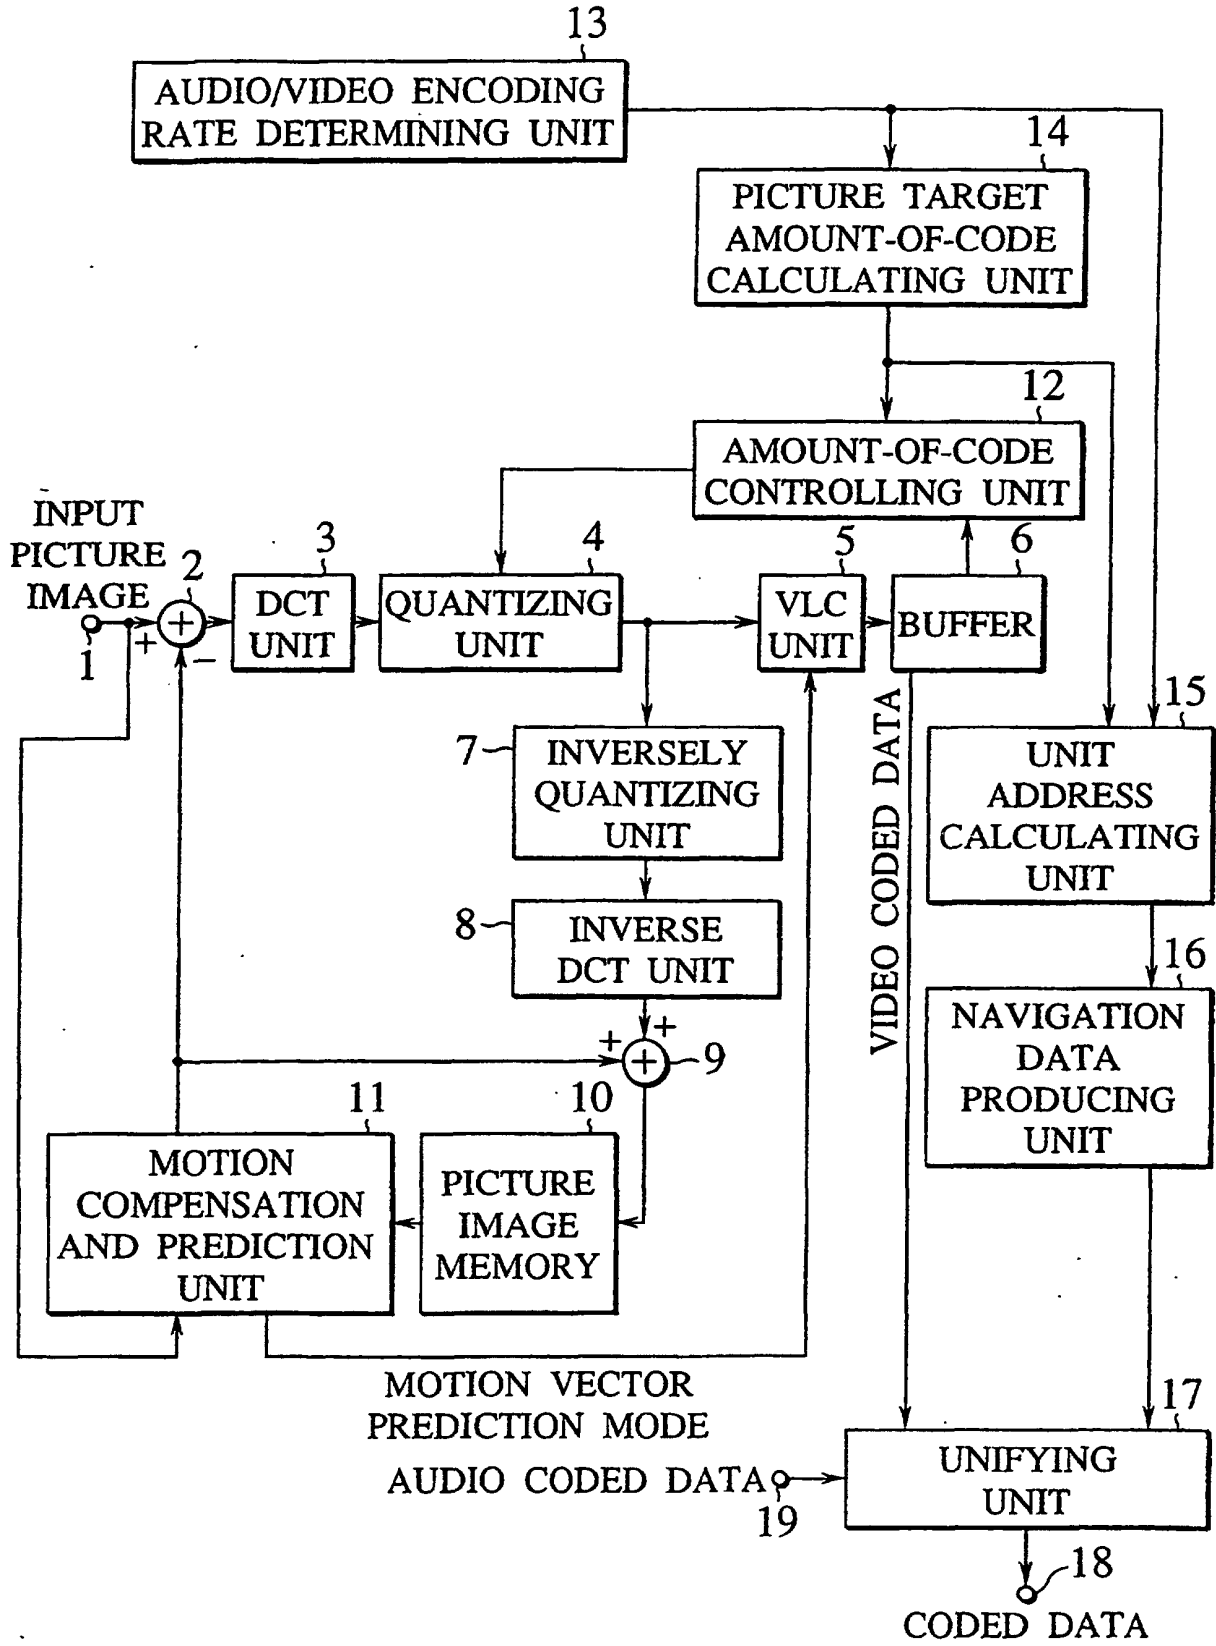 13
AUDIO/VIDEO ENCODING
RATE DETERMINING UNIT
14
PICTURE TARGET
AMOUNT-OF-CODE
CALCULATING UNIT
12
AMOUNT-OF-CODE
CONTROLLING UNIT
INPUT
PICTURE
IMAGE
1
+
2
+
−
3
DCT
UNIT
4
QUANTIZING
UNIT
5
VLC
UNIT
6
BUFFER
7
INVERSELY
QUANTIZING
UNIT
8
INVERSE
DCT UNIT
+
+
+
9
10
PICTURE
IMAGE
MEMORY
11
MOTION
COMPENSATION
AND PREDICTION
UNIT
MOTION VECTOR
PREDICTION MODE
VIDEO CODED DATA
15
UNIT
ADDRESS
CALCULATING
UNIT
16
NAVIGATION
DATA
PRODUCING
UNIT
17
UNIFYING
UNIT
AUDIO CODED DATA
19
18
CODED DATA